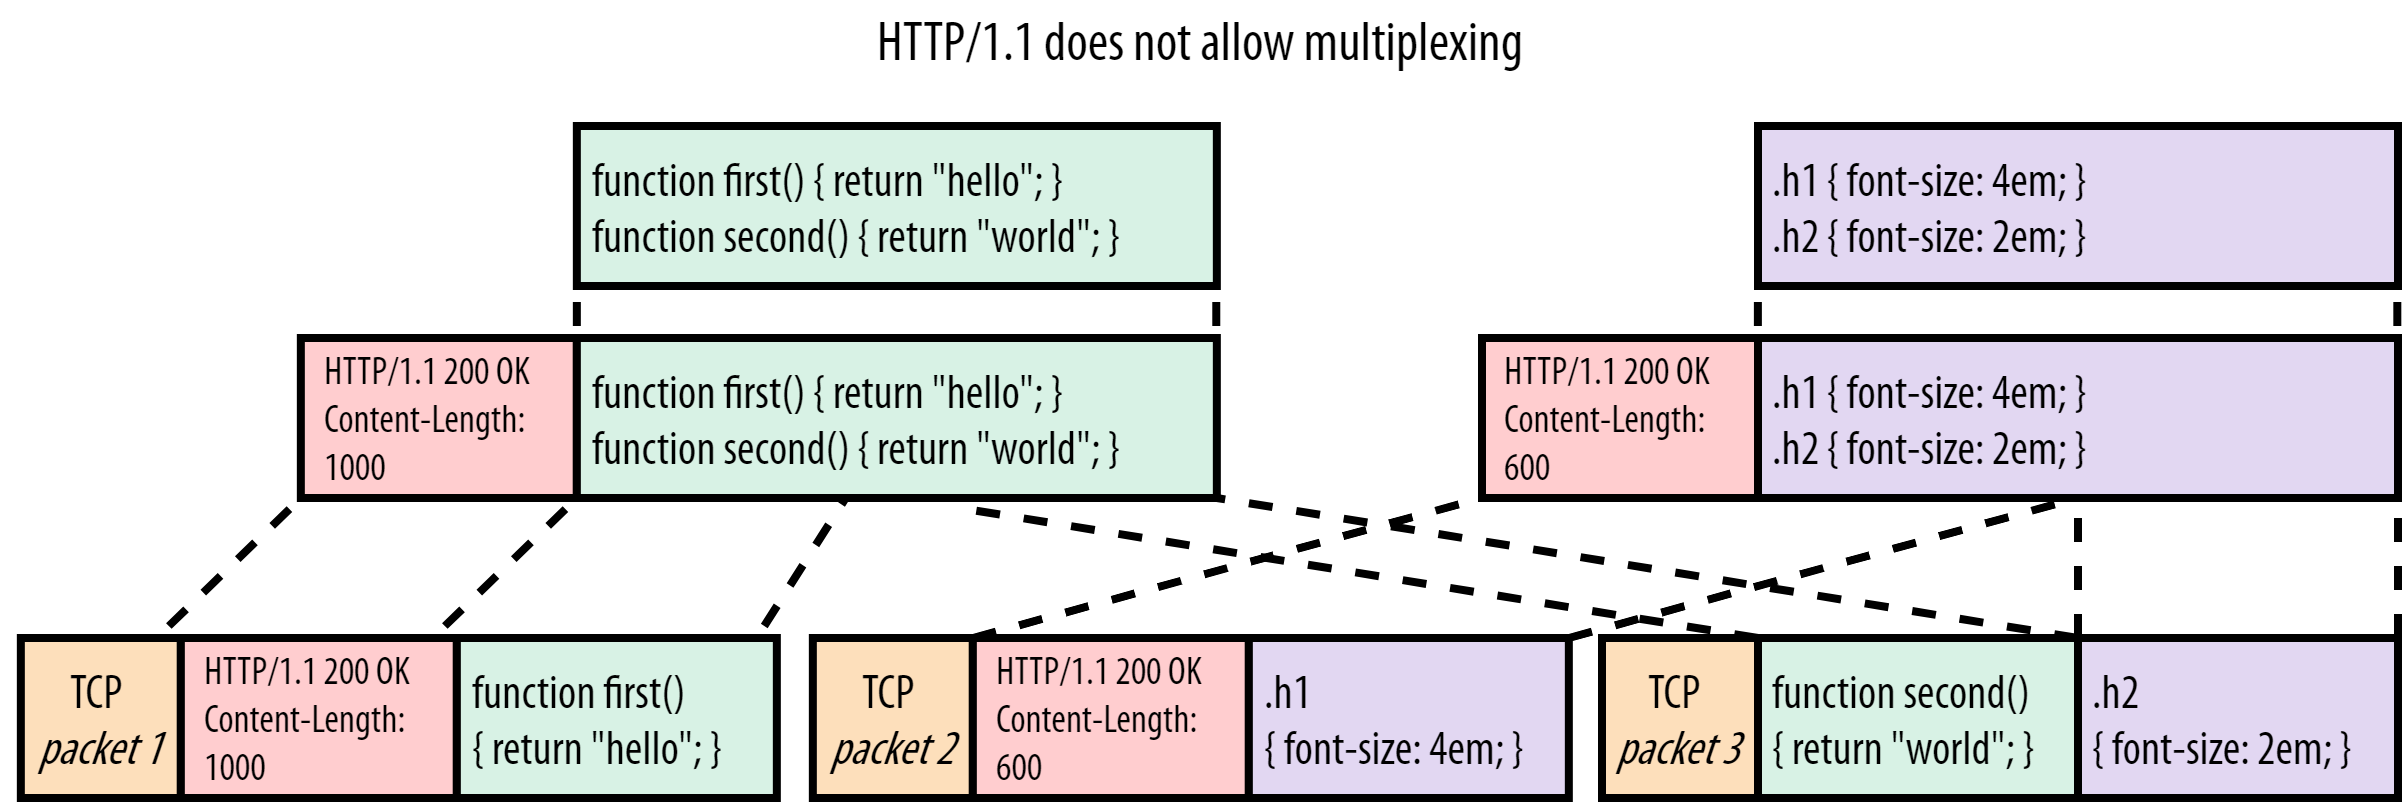 HTTP/1.1 does not allow multiplexing
function first() { return "hello"; }
function second() { return "world"; }
.h1 { font-size: 4em; }
.h2 { font-size: 2em; }
HTTP/1.1 200 OK
Content-Length:
1000
function first() { return "hello"; }
function second() { return "world"; }
HTTP/1.1 200 OK
Content-Length:
600
.h1 { font-size: 4em; }
.h2 { font-size: 2em; }
TCP
packet 1
HTTP/1.1 200 OK
Content-Length:
1000
function first()
{ return "hello"; }
TCP
packet 2
HTTP/1.1 200 OK
Content-Length:
600
.h1
{ font-size: 4em; }
TCP
packet 3
function second()
{ return "world"; }
.h2
{ font-size: 2em; }